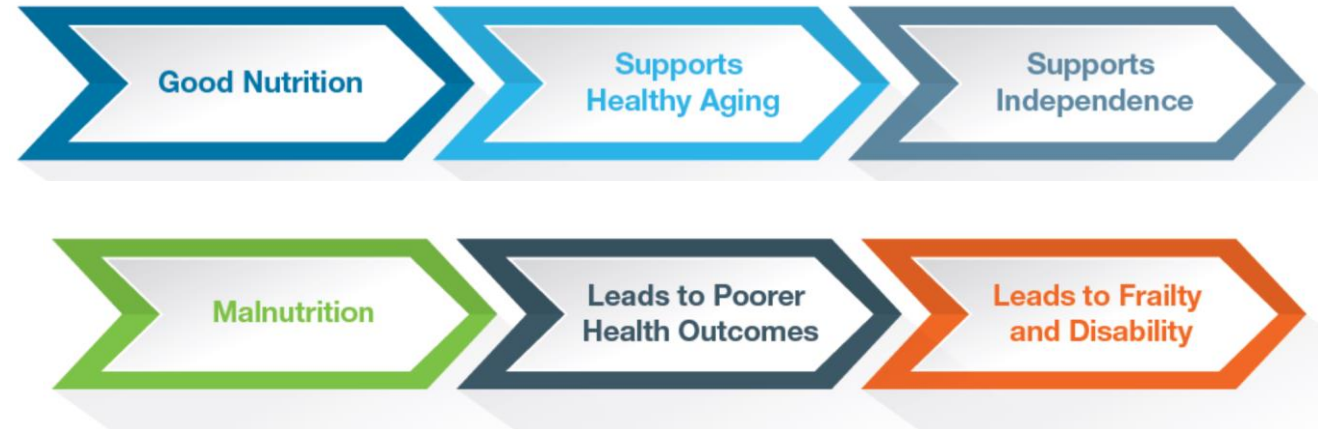 Good Nutrition
Supports
Healthy Aging
Supports
Independence
Malnutrition
Leads to Poorer
Health Outcomes
Leads to Frailty
and Disability